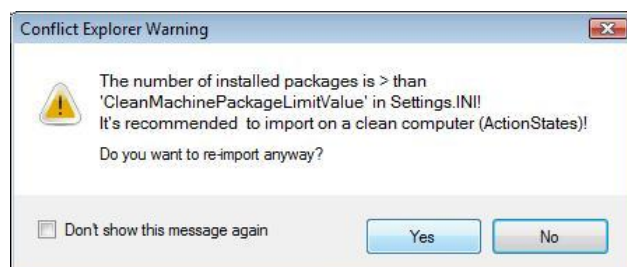 Conflict Explorer Warning
The number of installed packages is > than
'CleanMachinePackageLimitValue' in Settings.INI!
It's recommended to import on a clean computer (ActionStates)!
Do you want to re-import anyway?
Don't show this message again
Yes
No